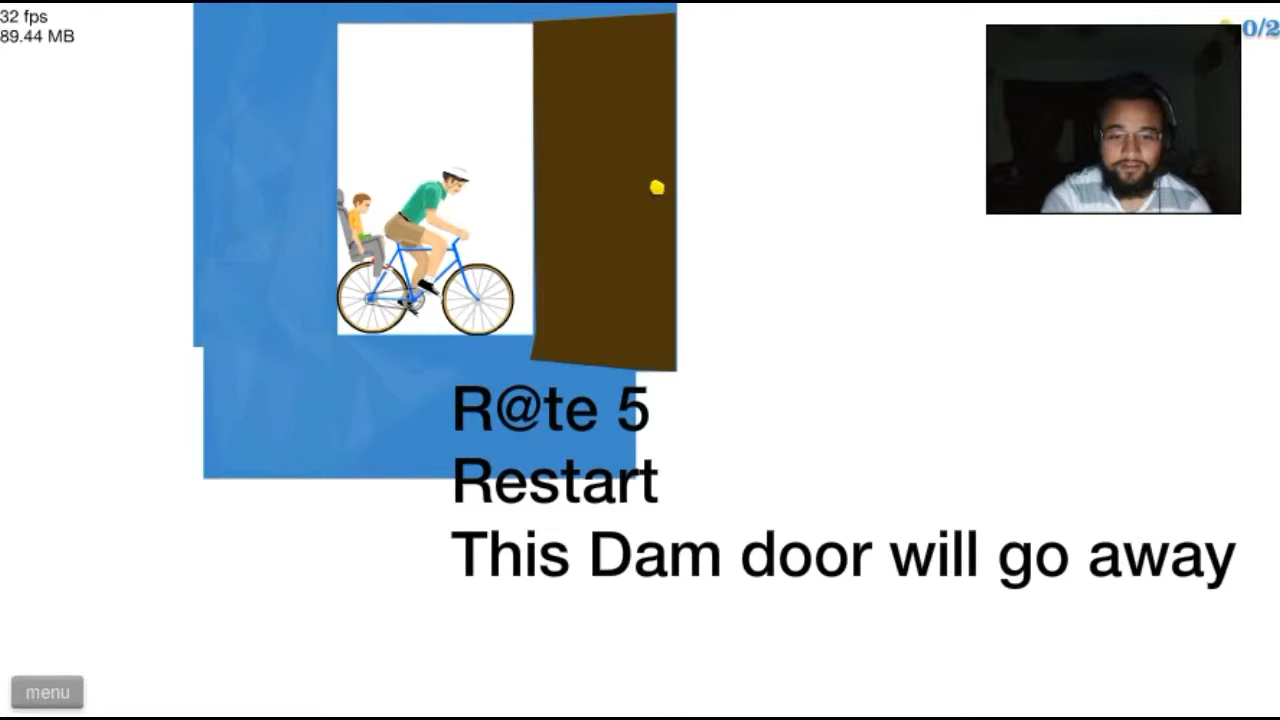 32 fps
89.44 MB
0/2
R@te 5
Restart
This Dam door will go away
menu